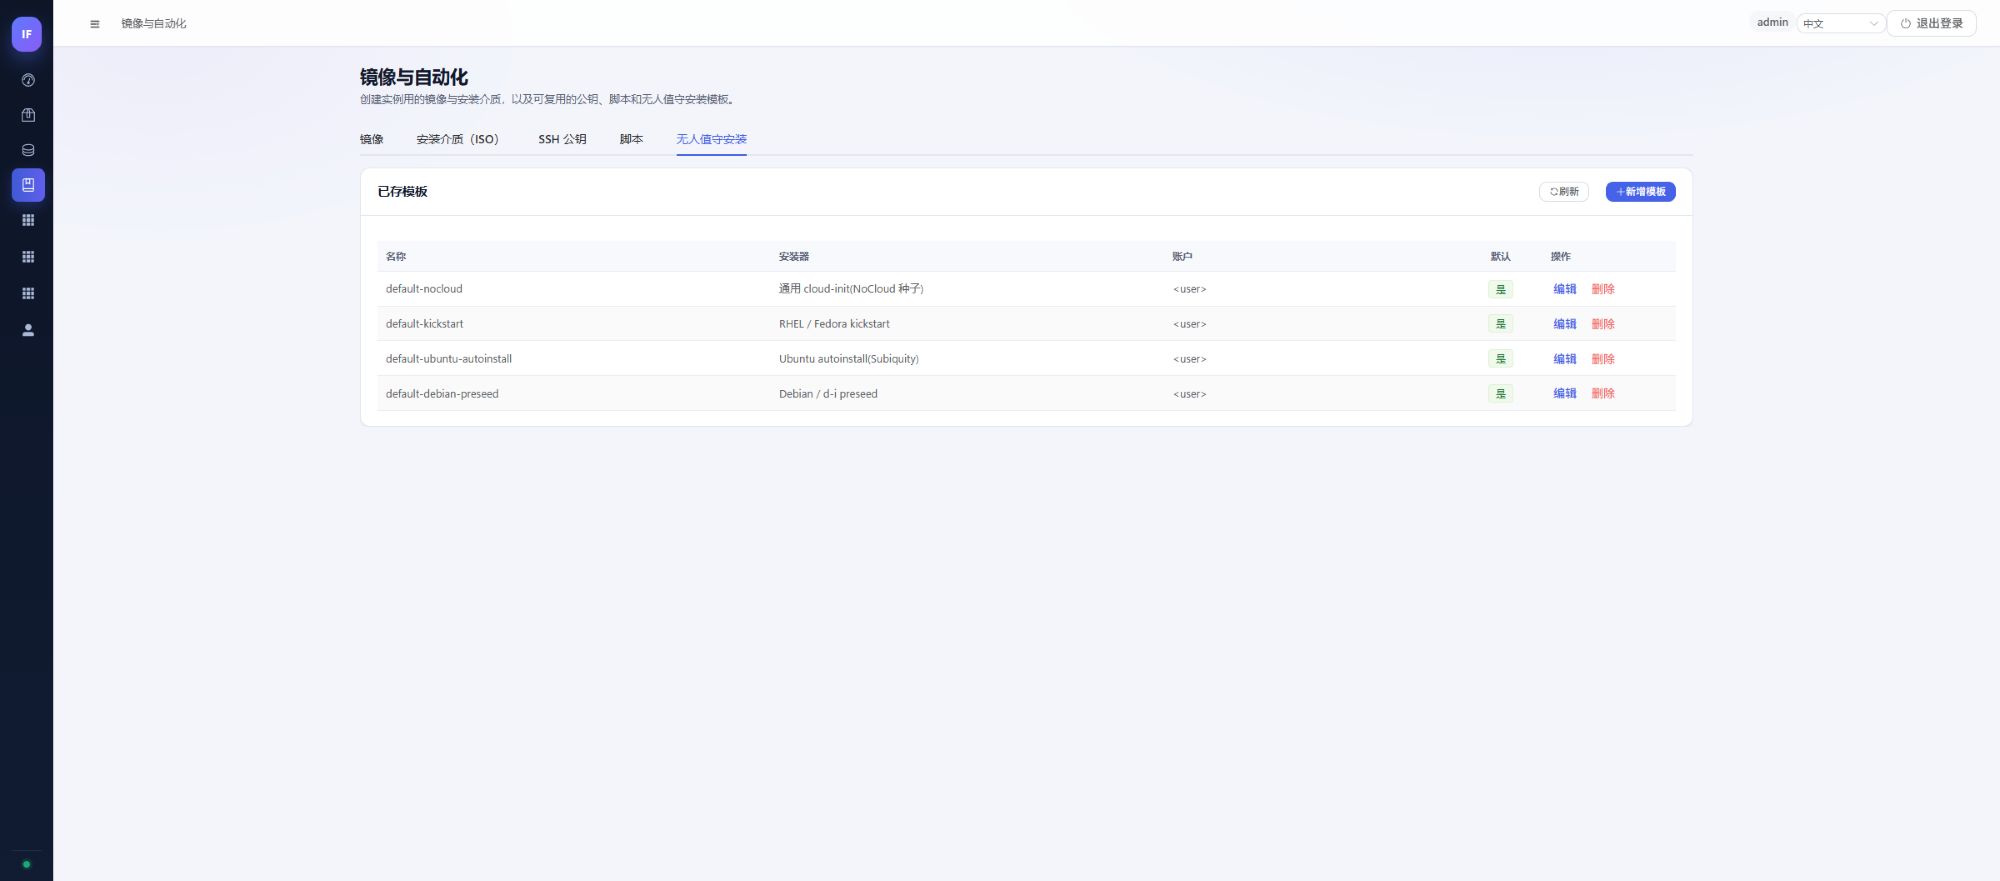 IF
镜像与自动化
admin
中文
退出登录
镜像与自动化
创建实例用的镜像与安装介质，以及可复用的公钥、脚本和无人值守安装模板。
镜像 安装介质（ISO） SSH 公钥 脚本 无人值守安装
已存模板
刷新
新增模板
名称 安装器 账户 默认 操作
default-nocloud 通用 cloud-init(NoCloud 种子) <user> 是 编辑 删除
default-kickstart RHEL / Fedora kickstart <user> 是 编辑 删除
default-ubuntu-autoinstall Ubuntu autoinstall(Subiquity) <user> 是 编辑 删除
default-debian-preseed Debian / d-i preseed <user> 是 编辑 删除